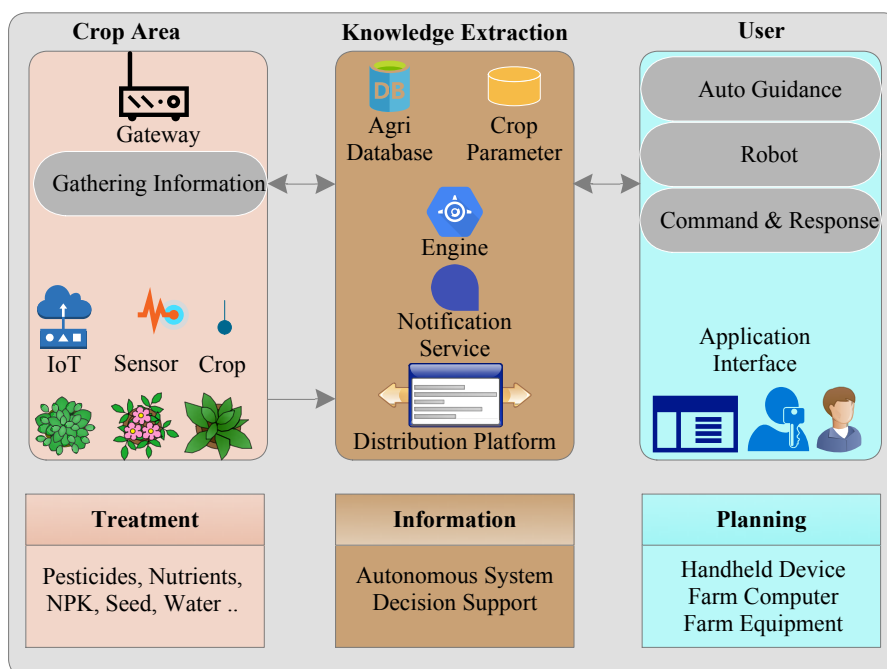 Crop Area
Gateway
Gathering Information
IoT
Sensor
Crop
Knowledge Extraction
DB
Agri
Database
Crop
Parameter
Engine
Notification
Service
Distribution Platform
User
Auto Guidance
Robot
Command & Response
Application
Interface
Treatment
Pesticides, Nutrients,
NPK, Seed, Water ..
Information
Autonomous System
Decision Support
Planning
Handheld Device
Farm Computer
Farm Equipment